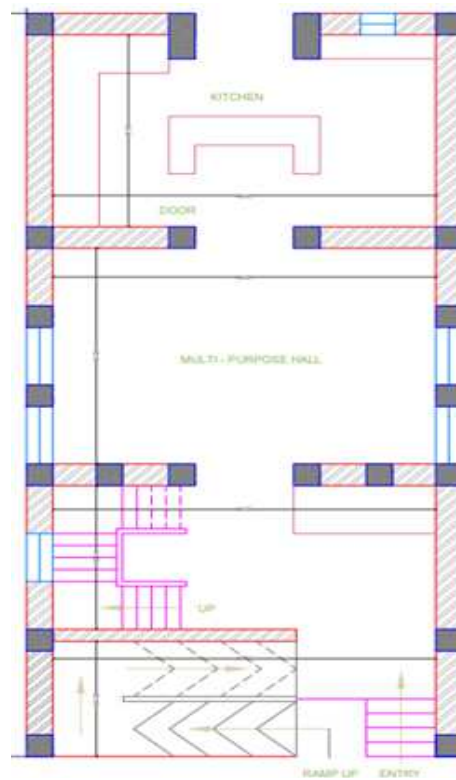 KITCHEN
DOOR
MULTI - PURPOSE HALL
UP
RAMP UP
ENTRY